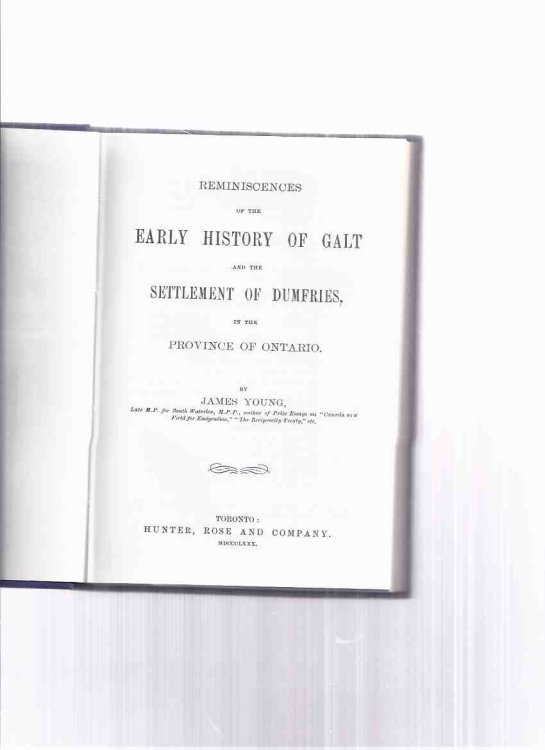 REMINISCENCES
OF THE
EARLY HISTORY OF GALT
AND THE
SETTLEMENT OF DUMFRIES,
IN THE
PROVINCE OF ONTARIO.
BY
JAMES YOUNG,
Late M.P. for South Waterloo, M.P.P., author of Prize Essays on "Canada as a
Field for Emigration," "The Reciprocity Treaty," etc,
TORONTO:
HUNTER, ROSE AND COMPANY.
MDCCCLXXX.